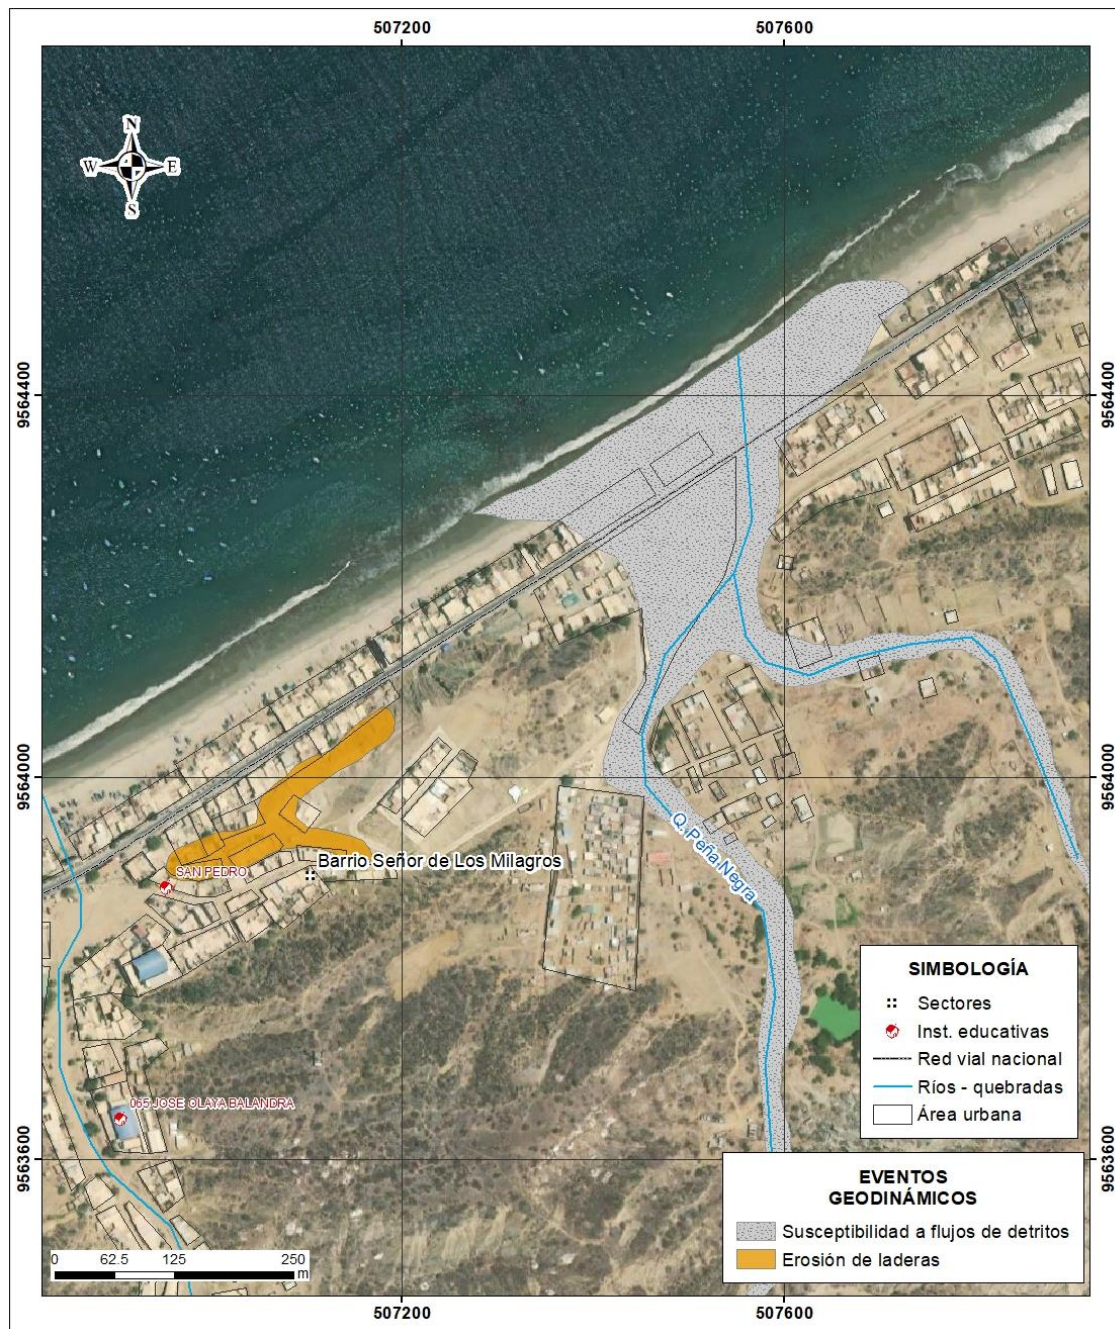 507200
507600
N
W
E
S
9564400
9564400
9564000
9564000
Barrio Señor de Los Milagros
SAN PEDRO
Q. Peña Negra
065 JOSE OLAYA BALANDRA
9563600
9563600
SIMBOLOGÍA
Sectores
Inst. educativas
Red vial nacional
Ríos - quebradas
Área urbana
EVENTOS
GEODINÁMICOS
Susceptibilidad a flujos de detritos
Erosión de laderas
0 62.5 125 250
m
507200
507600